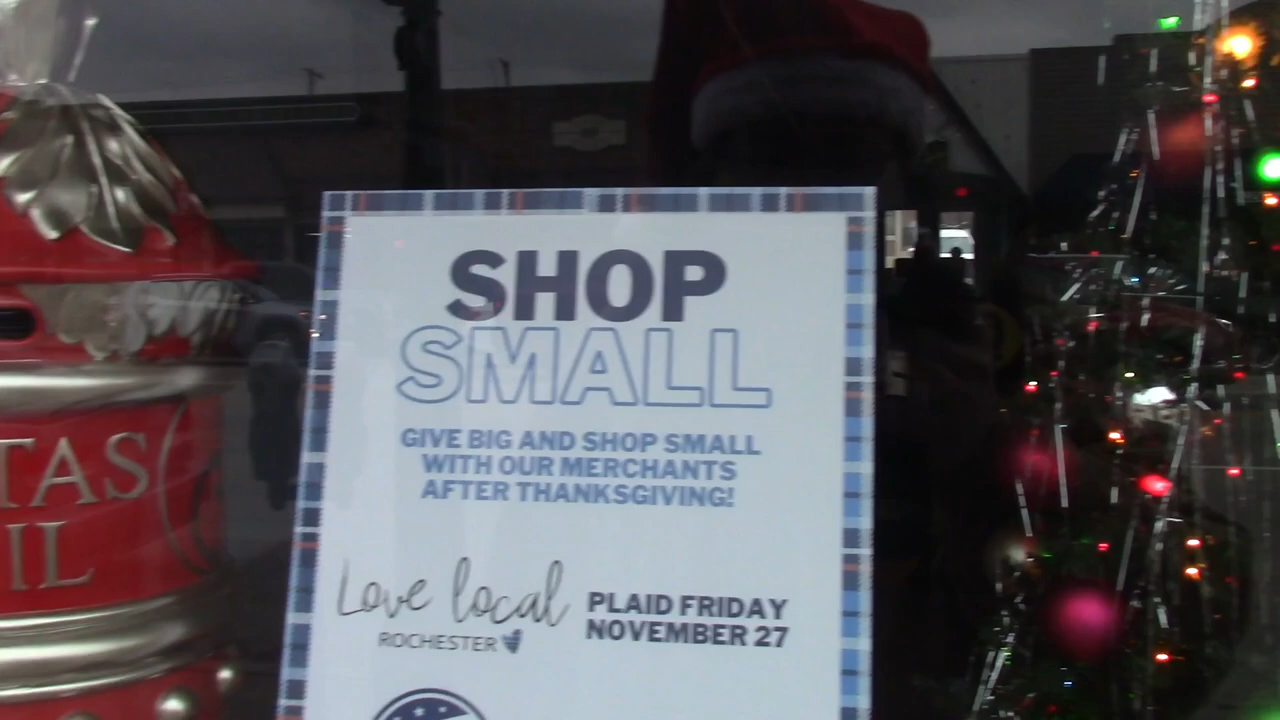 SHOP
SMALL
GIVE BIG AND SHOP SMALL
WITH OUR MERCHANTS
AFTER THANKSGIVING!
Love local
ROCHESTER
PLAID FRIDAY
NOVEMBER 27
TAS
IL